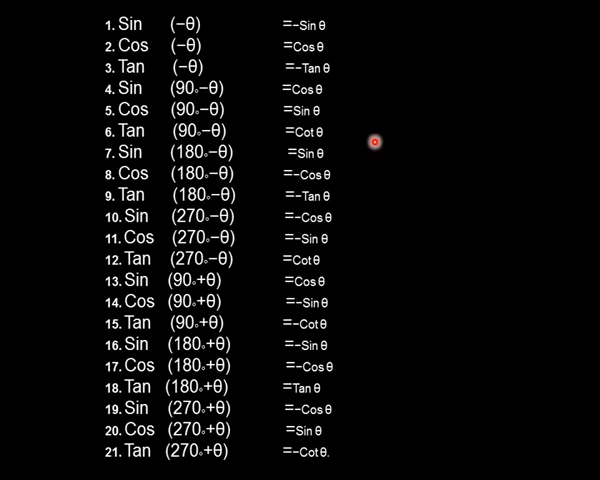 1. Sin (−θ) =−Sin θ
2. Cos (−θ) =Cos θ
3. Tan (−θ) =−Tan θ
4. Sin (90∘−θ) =Cos θ
5. Cos (90∘−θ) =Sin θ
6. Tan (90∘−θ) =Cot θ
7. Sin (180∘−θ) =Sin θ
8. Cos (180∘−θ) =−Cos θ
9. Tan (180∘−θ) =−Tan θ
10. Sin (270∘−θ) =−Cos θ
11. Cos (270∘−θ) =−Sin θ
12. Tan (270∘−θ) =Cot θ
13. Sin (90∘+θ) =Cos θ
14. Cos (90∘+θ) =−Sin θ
15. Tan (90∘+θ) =−Cot θ
16. Sin (180∘+θ) =−Sin θ
17. Cos (180∘+θ) =−Cos θ
18. Tan (180∘+θ) =Tan θ
19. Sin (270∘+θ) =−Cos θ
20. Cos (270∘+θ) =Sin θ
21. Tan (270∘+θ) =−Cot θ.